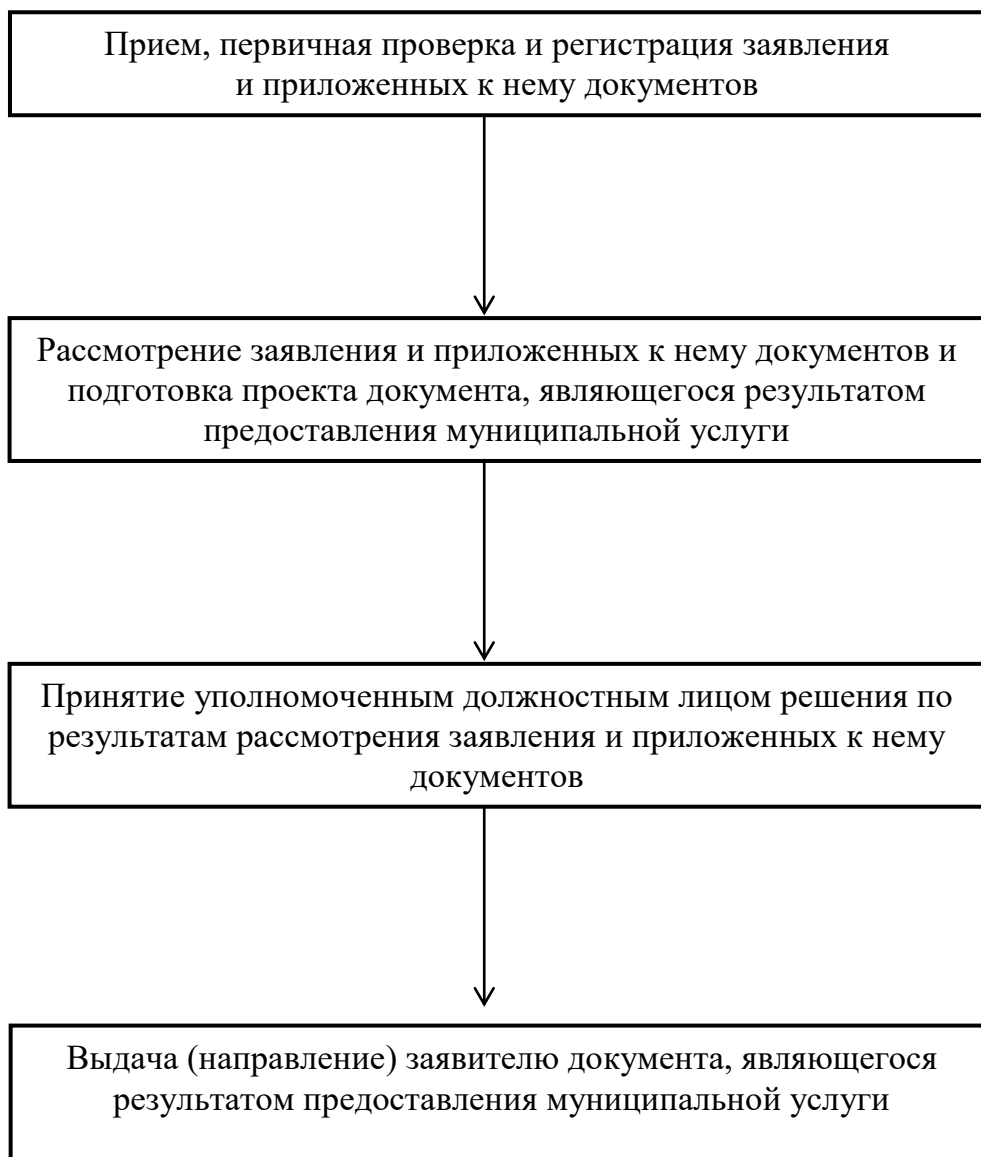 Прием, первичная проверка и регистрация заявления
и приложенных к нему документов
Рассмотрение заявления и приложенных к нему документов и
подготовка проекта документа, являющегося результатом
предоставления муниципальной услуги
Принятие уполномоченным должностным лицом решения по
результатам рассмотрения заявления и приложенных к нему
документов
Выдача (направление) заявителю документа, являющегося
результатом предоставления муниципальной услуги